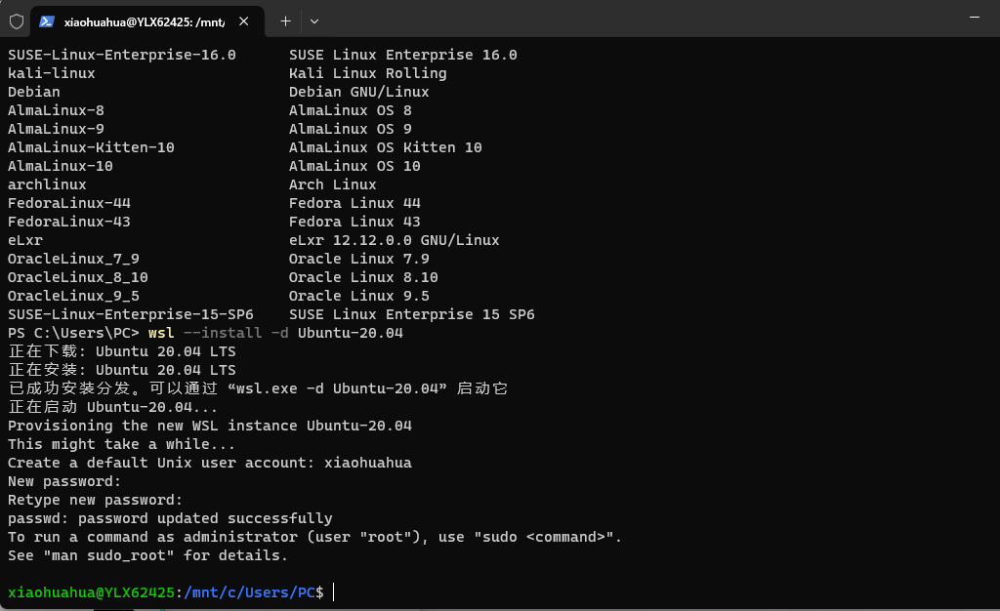 xiaohuahua@YLX62425: /mnt/
SUSE-Linux-Enterprise-16.0      SUSE Linux Enterprise 16.0
kali-linux                      Kali Linux Rolling
Debian                          Debian GNU/Linux
AlmaLinux-8                     AlmaLinux OS 8
AlmaLinux-9                     AlmaLinux OS 9
AlmaLinux-Kitten-10             AlmaLinux OS Kitten 10
AlmaLinux-10                    AlmaLinux OS 10
archlinux                       Arch Linux
FedoraLinux-44                  Fedora Linux 44
FedoraLinux-43                  Fedora Linux 43
eLxr                            eLxr 12.12.0.0 GNU/Linux
OracleLinux_7_9                 Oracle Linux 7.9
OracleLinux_8_10                Oracle Linux 8.10
OracleLinux_9_5                 Oracle Linux 9.5
SUSE-Linux-Enterprise-15-SP6    SUSE Linux Enterprise 15 SP6
PS C:\Users\PC> wsl --install -d Ubuntu-20.04
正在下载: Ubuntu 20.04 LTS
正在安装: Ubuntu 20.04 LTS
已成功安装分发。可以通过 “wsl.exe -d Ubuntu-20.04” 启动它
正在启动 Ubuntu-20.04...
Provisioning the new WSL instance Ubuntu-20.04
This might take a while...
Create a default Unix user account: xiaohuahua
New password:
Retype new password:
passwd: password updated successfully
To run a command as administrator (user "root"), use "sudo <command>".
See "man sudo_root" for details.
xiaohuahua@YLX62425:/mnt/c/Users/PC$